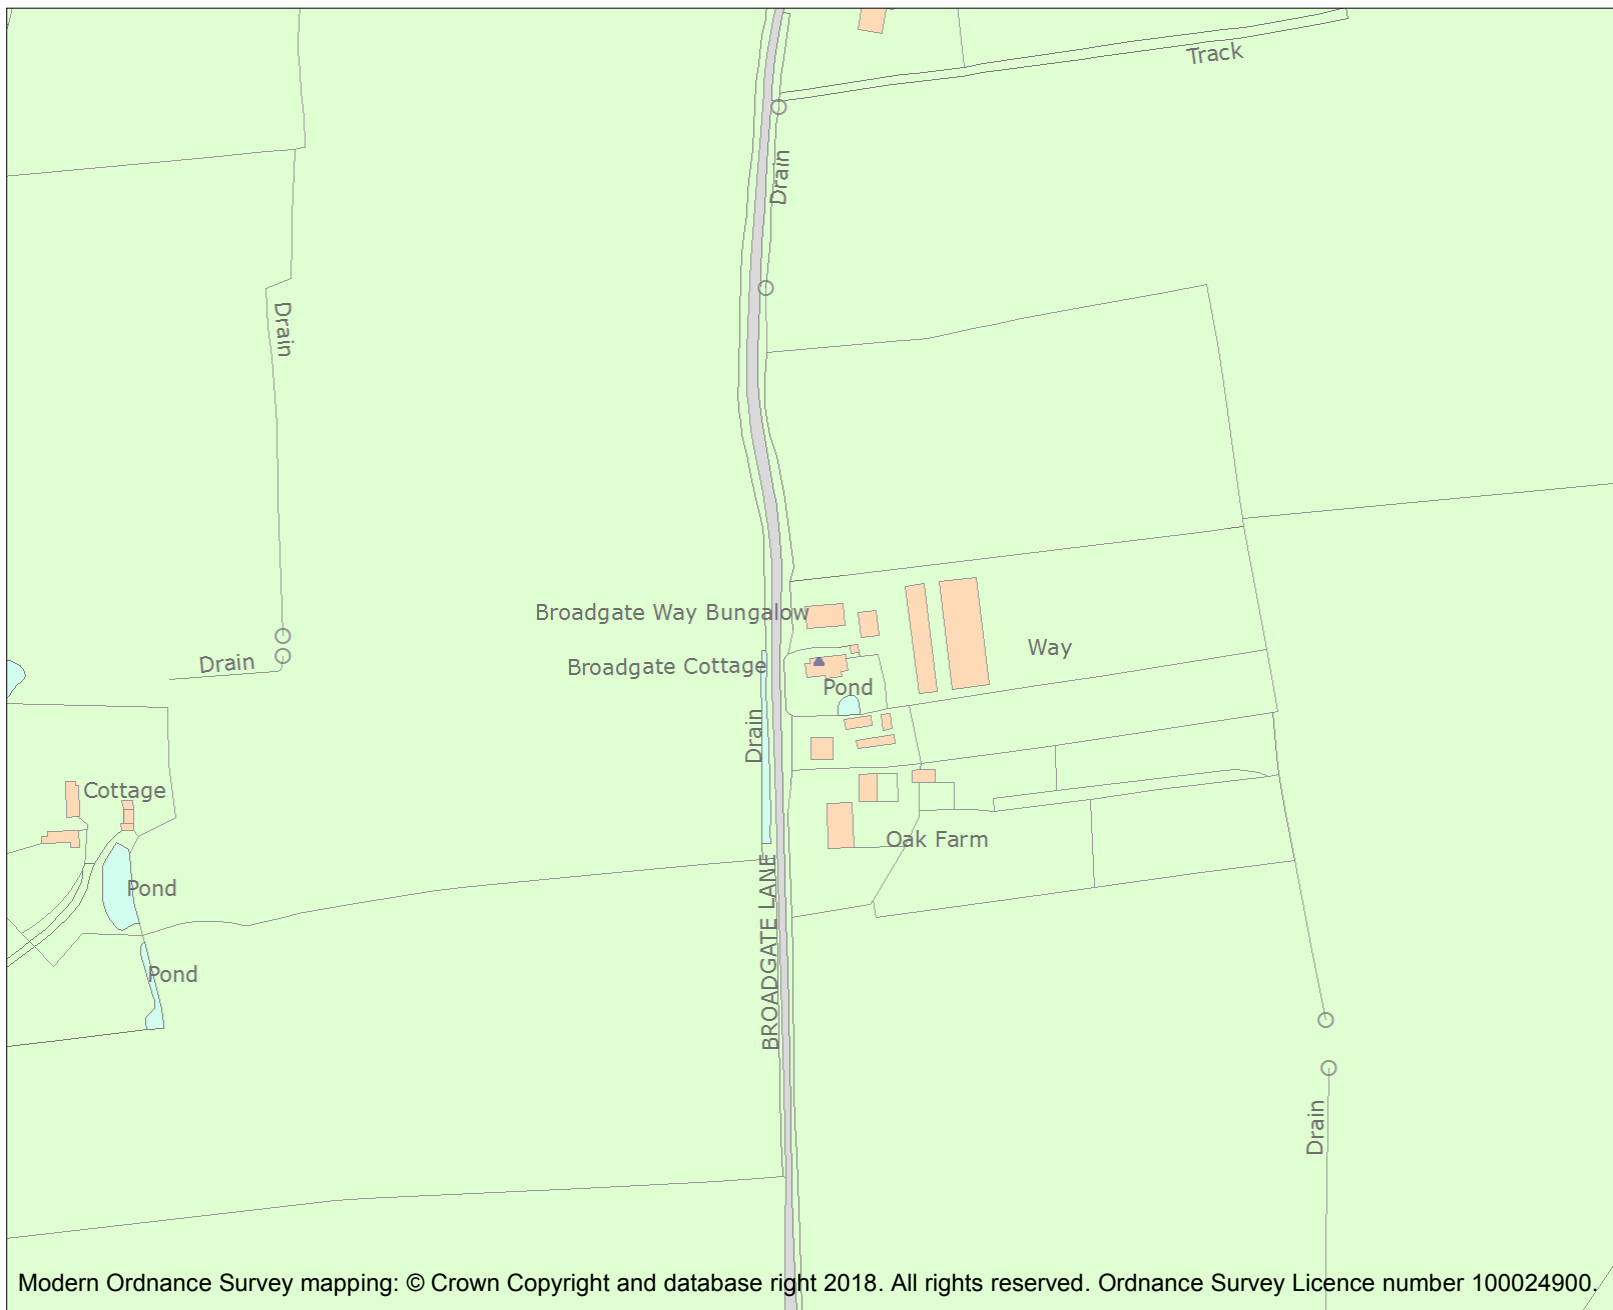 Track
Drain
Drain
Broadgate Way Bungalow
Way
Broadgate Cottage
Drain
Pond
Drain
Cottage
Oak Farm
Pond
BROADGATE LANE
Pond
Drain
Modern Ordnance Survey mapping: © Crown Copyright and database right 2018. All rights reserved. Ordnance Survey Licence number 100024900.